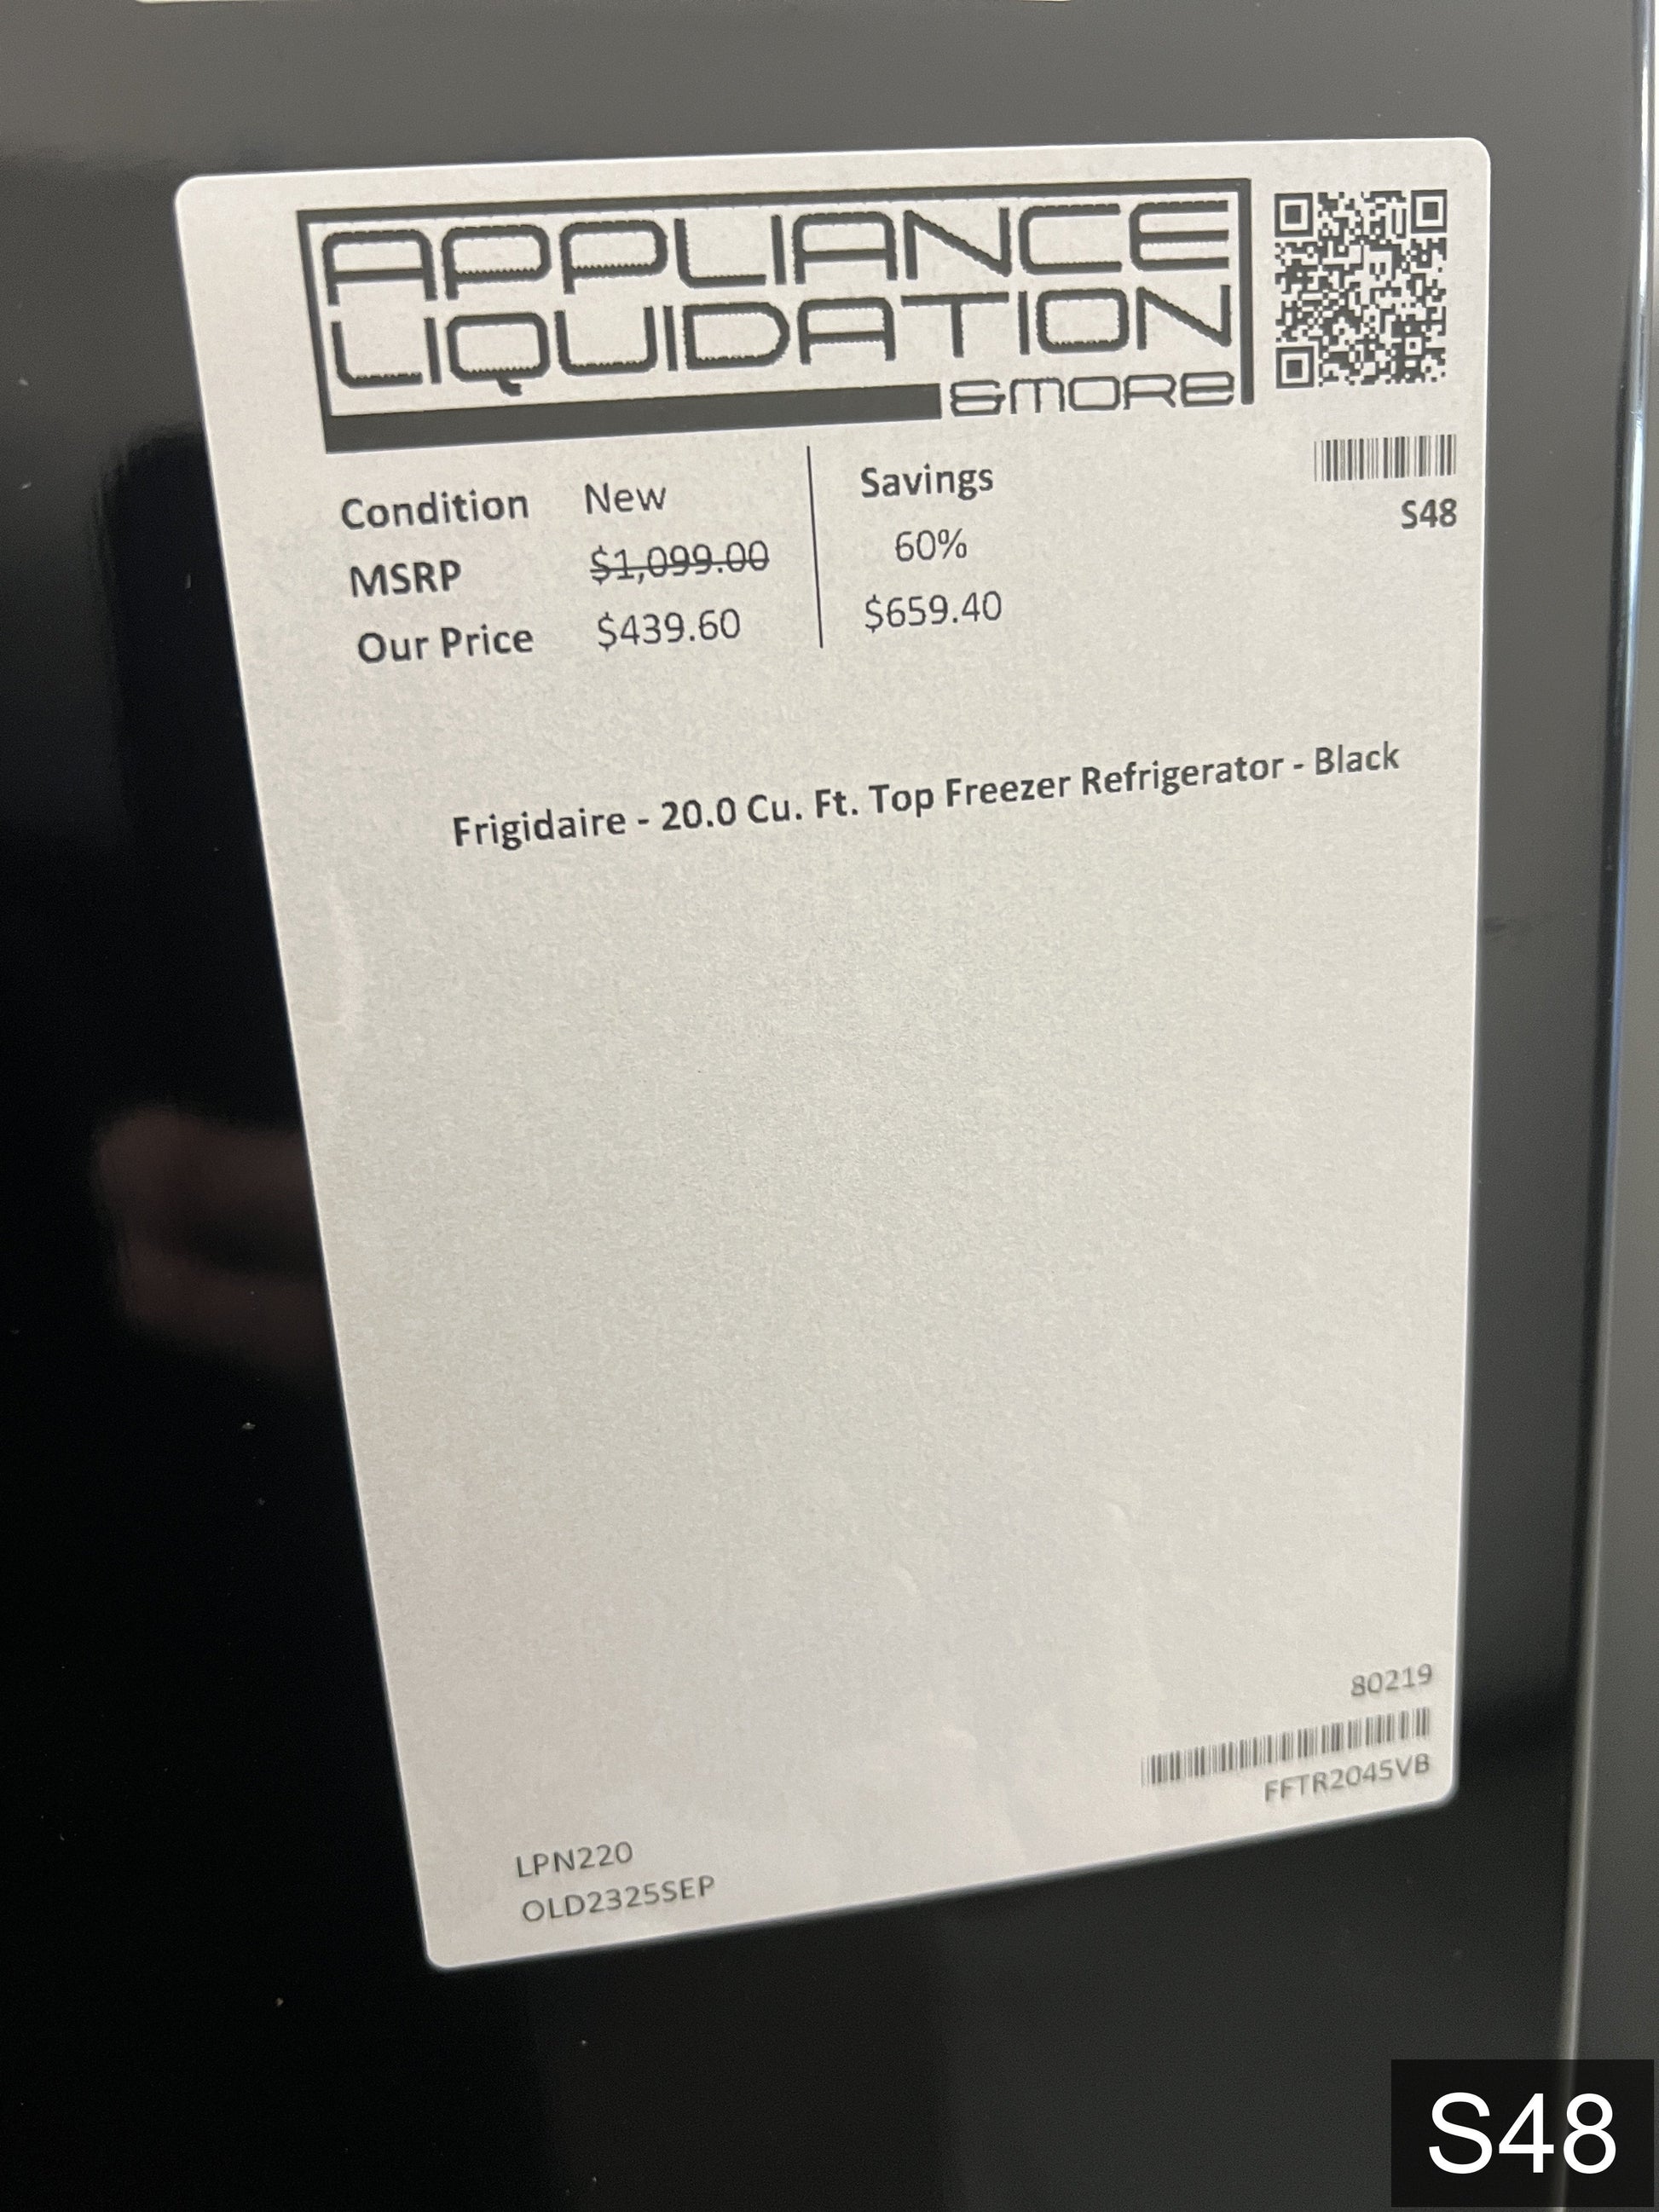 APPLIANCE
LIQUIDATION
&MORE
S48
Condition New
MSRP $1,099.00
Our Price $439.60
Savings
60%
$659.40
Frigidaire - 20.0 Cu. Ft. Top Freezer Refrigerator - Black
80219
FFTR2045VB
LPN220
OLD2325SEP
S48